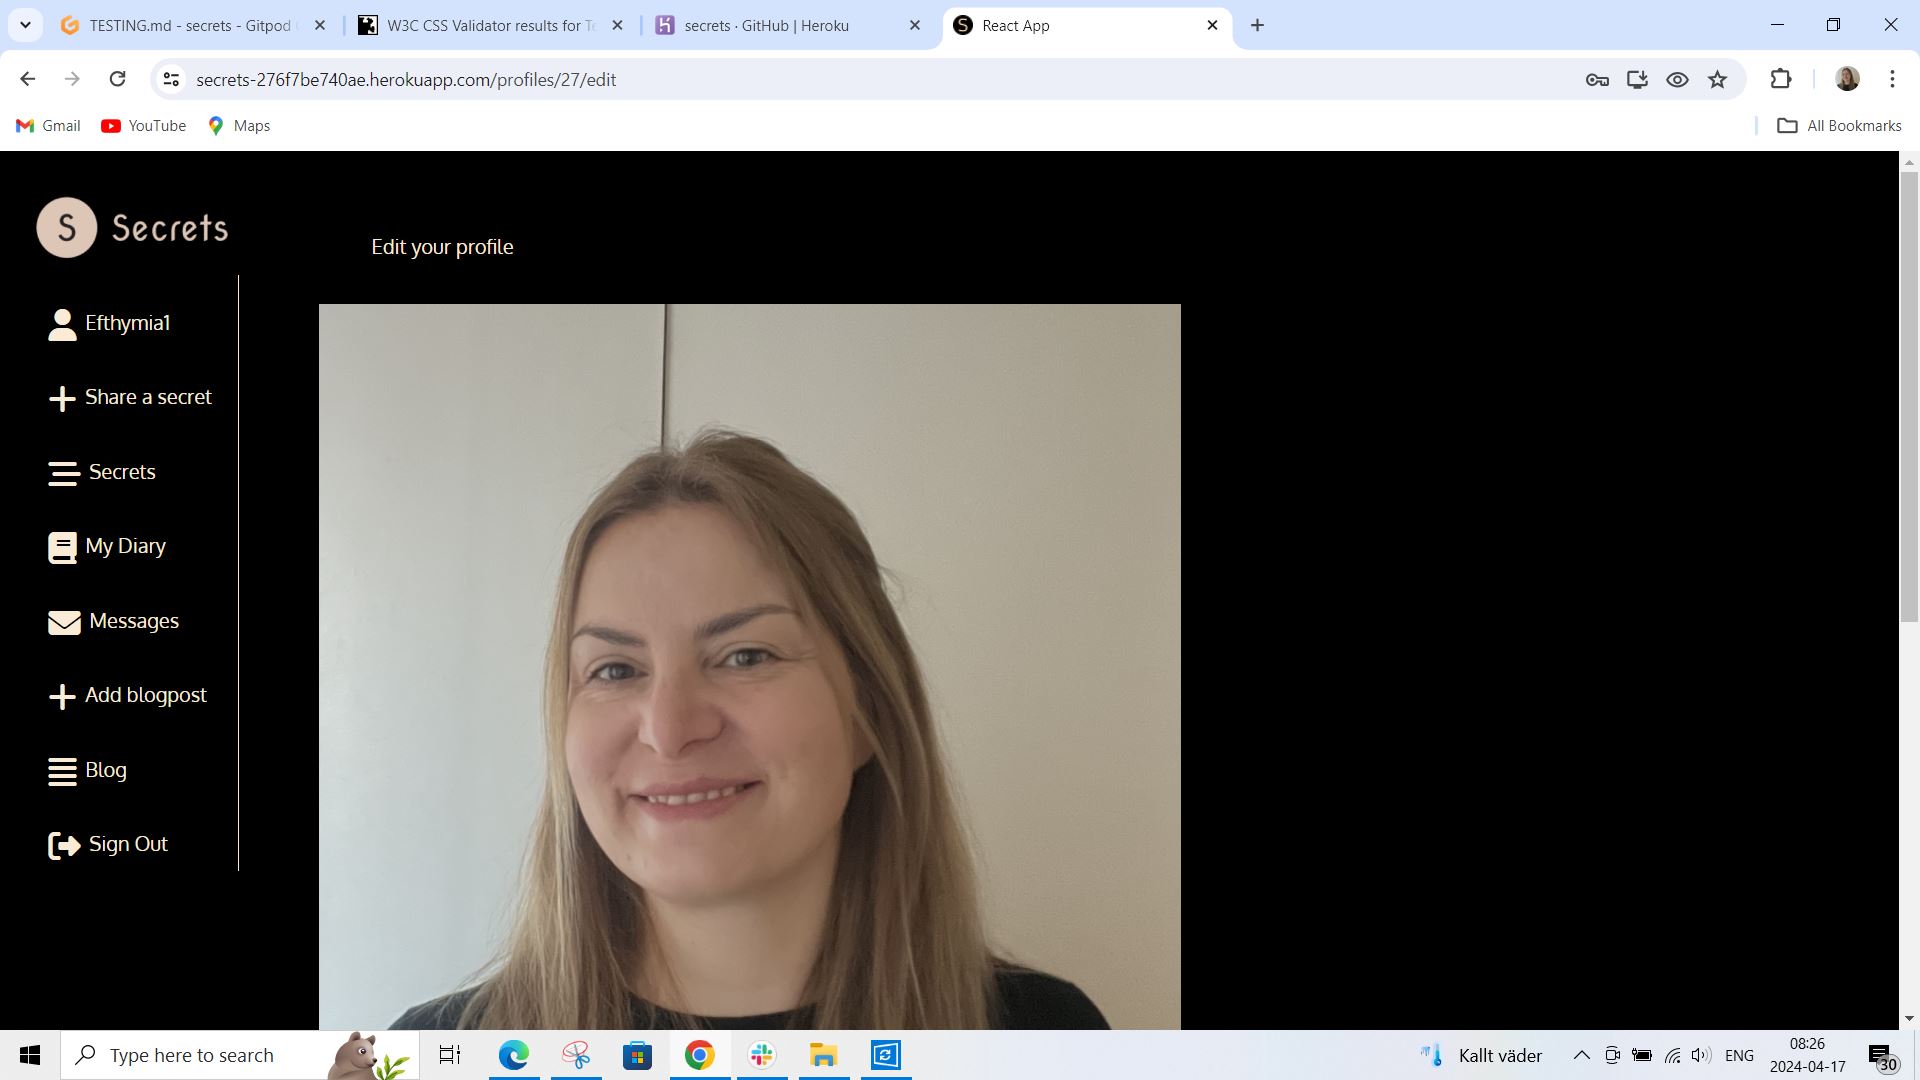 TESTING.md - secrets - Gitpod
W3C CSS Validator results for
secrets · GitHub | Heroku
React App
secrets-276f7be740ae.herokuapp.com/profiles/27/edit
Gmail
YouTube
Maps
All Bookmarks
S Secrets
Edit your profile
Efthymia1
Share a secret
Secrets
My Diary
Messages
Add blogpost
Blog
Sign Out
Type here to search
Kallt väder
ENG
08:26
2024-04-17
30